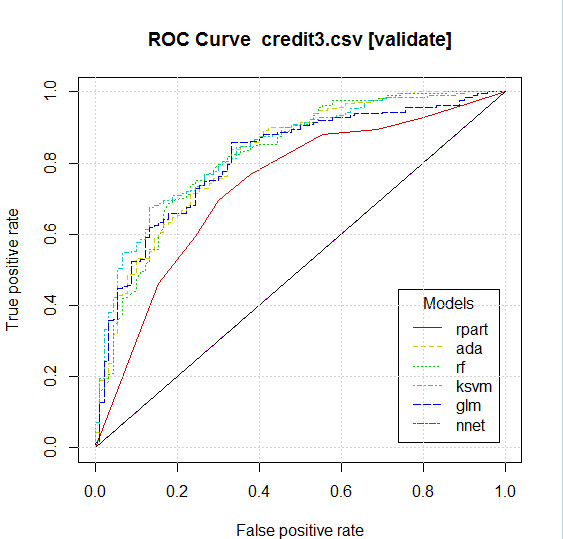 ROC Curve  credit3.csv [validate]
True positive rate
1.0
0.8
0.6
0.4
0.2
0.0
Models
rpart
ada
rf
ksvm
glm
nnet
0.0 0.2 0.4 0.6 0.8 1.0
False positive rate